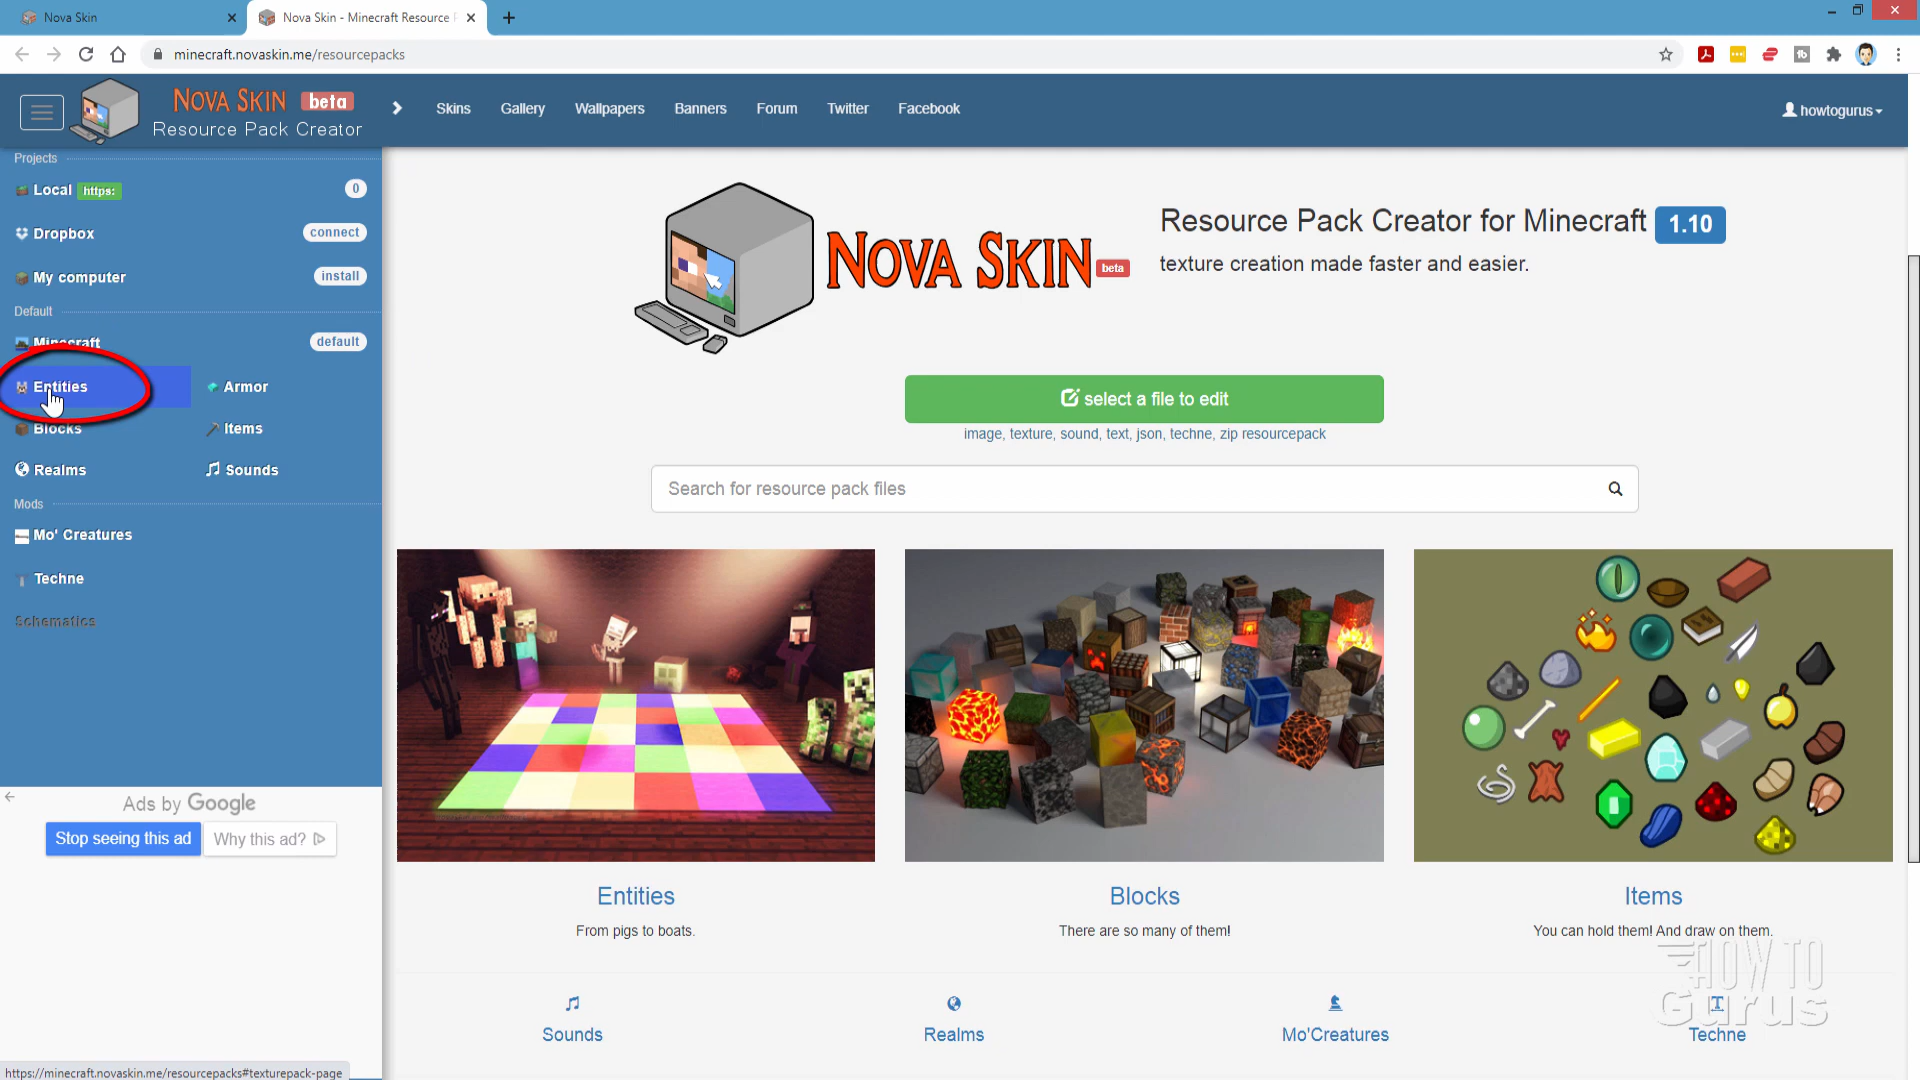 Nova Skin
Nova Skin - Minecraft Resource P
minecraft.novaskin.me/resourcepacks
NOVA SKIN beta
Resource Pack Creator
Skins
Gallery
Wallpapers
Banners
Forum
Twitter
Facebook
howtogurus
Projects
Local https: 0
Dropbox connect
My computer install
Default
Minecraft default
Entities
Armor
Blocks
Items
Realms
Sounds
Mods
Mo' Creatures
Techne
Schematics
Ads by Google
Stop seeing this ad
Why this ad?
NOVA SKIN beta
Resource Pack Creator for Minecraft 1.10
texture creation made faster and easier.
select a file to edit
image, texture, sound, text, json, techne, zip resourcepack
Search for resource pack files
Entities
From pigs to boats.
Blocks
There are so many of them!
Items
You can hold them! And draw on them.
Sounds
Realms
Mo'Creatures
Techne
HOW TO
Gurus
https://minecraft.novaskin.me/resourcepacks#texturepack-page